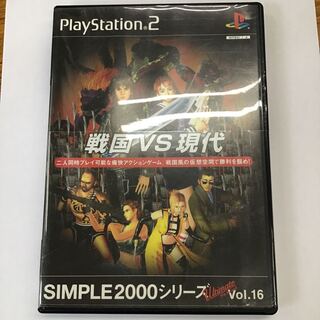 PlayStation 2
戦国VS現代
二人同時プレイ可能な痛快アクションゲーム。戦国風の仮想空間で勝利を掴め!
SIMPLE2000シリーズ Ultimate Vol.16